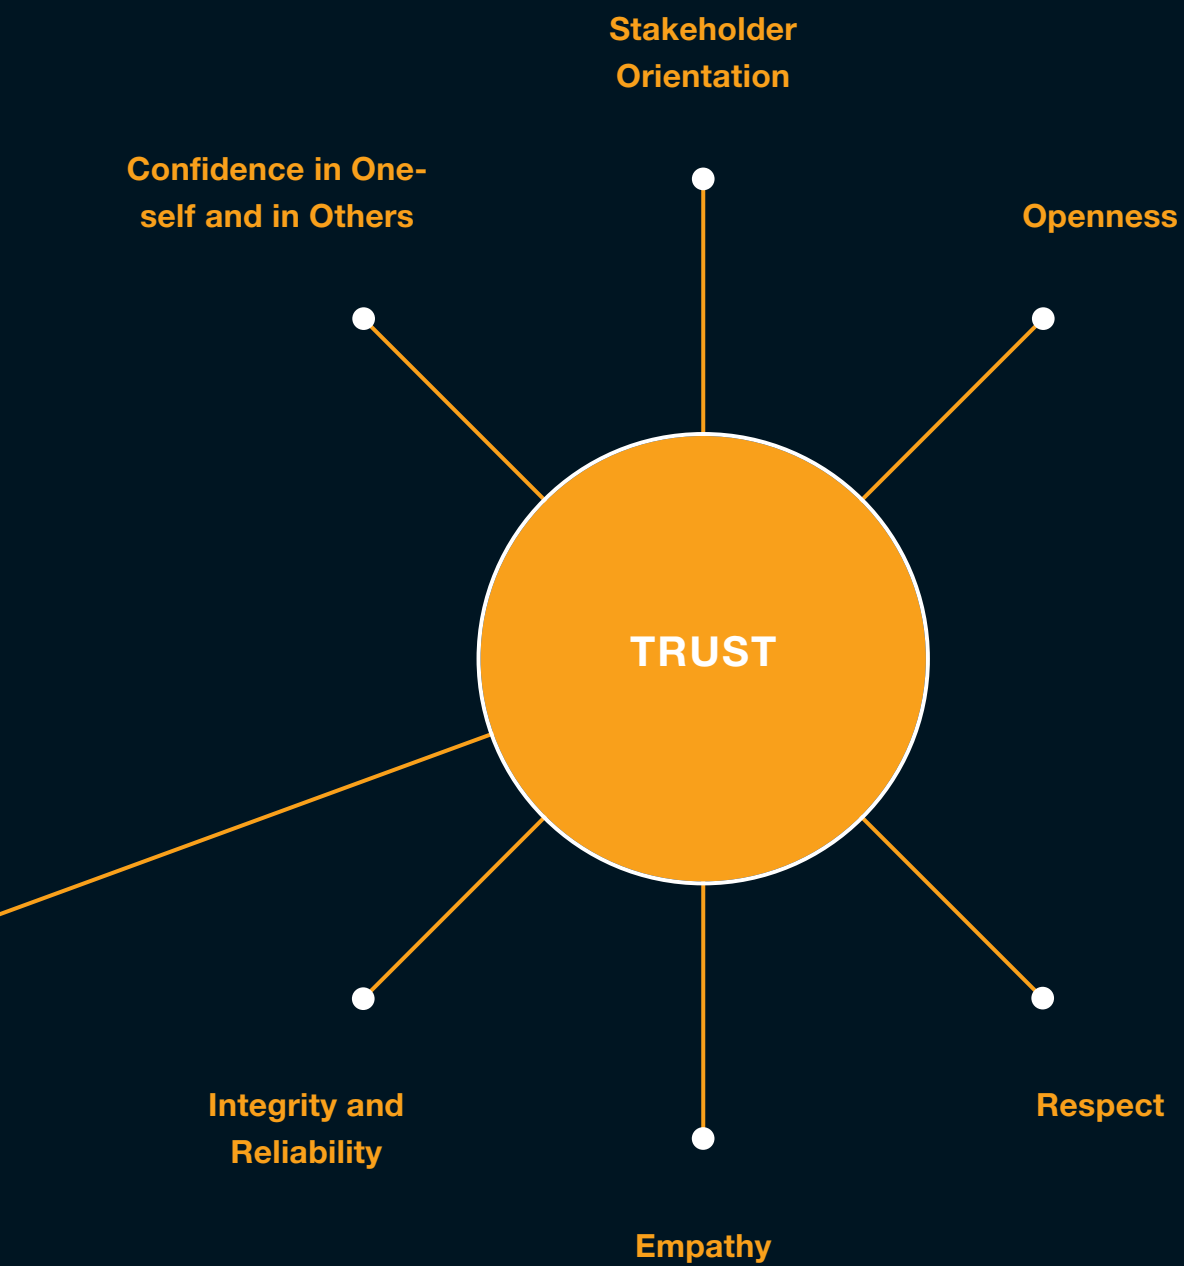 Stakeholder
Orientation
Confidence in One-
self and in Others
Openness
TRUST
Integrity and
Reliability
Respect
Empathy